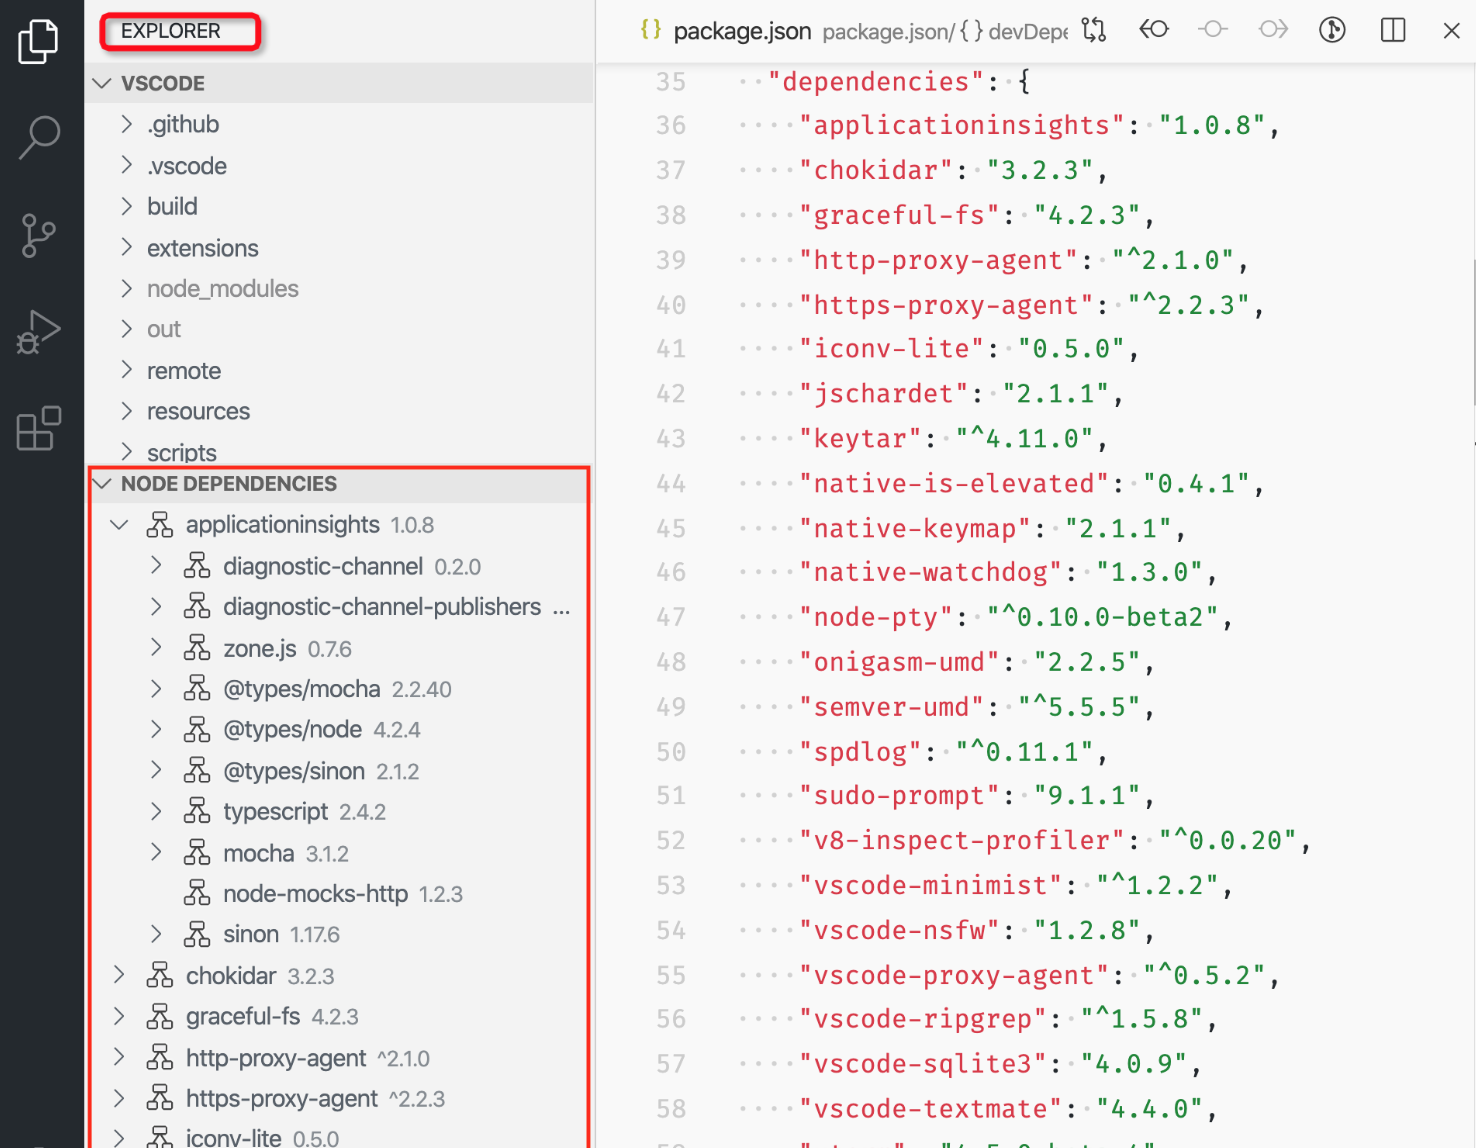 EXPLORER
VSCODE
.github
.vscode
build
extensions
node_modules
out
remote
resources
scripts
NODE DEPENDENCIES
applicationinsights 1.0.8
diagnostic-channel 0.2.0
diagnostic-channel-publishers ...
zone.js 0.7.6
@types/mocha 2.2.40
@types/node 4.2.4
@types/sinon 2.1.2
typescript 2.4.2
mocha 3.1.2
node-mocks-http 1.2.3
sinon 1.17.6
chokidar 3.2.3
graceful-fs 4.2.3
http-proxy-agent ^2.1.0
https-proxy-agent ^2.2.3
iconv-lite 0.5.0
{} package.json package.json/{} devDepe
35 "dependencies": {
36 "applicationinsights": "1.0.8",
37 "chokidar": "3.2.3",
38 "graceful-fs": "4.2.3",
39 "http-proxy-agent": "^2.1.0",
40 "https-proxy-agent": "^2.2.3",
41 "iconv-lite": "0.5.0",
42 "jschardet": "2.1.1",
43 "keytar": "^4.11.0",
44 "native-is-elevated": "0.4.1",
45 "native-keymap": "2.1.1",
46 "native-watchdog": "1.3.0",
47 "node-pty": "^0.10.0-beta2",
48 "onigasm-umd": "2.2.5",
49 "semver-umd": "^5.5.5",
50 "spdlog": "^0.11.1",
51 "sudo-prompt": "9.1.1",
52 "v8-inspect-profiler": "^0.0.20",
53 "vscode-minimist": "^1.2.2",
54 "vscode-nsfw": "1.2.8",
55 "vscode-proxy-agent": "^0.5.2",
56 "vscode-ripgrep": "^1.5.8",
57 "vscode-sqlite3": "4.0.9",
58 "vscode-textmate": "4.4.0",